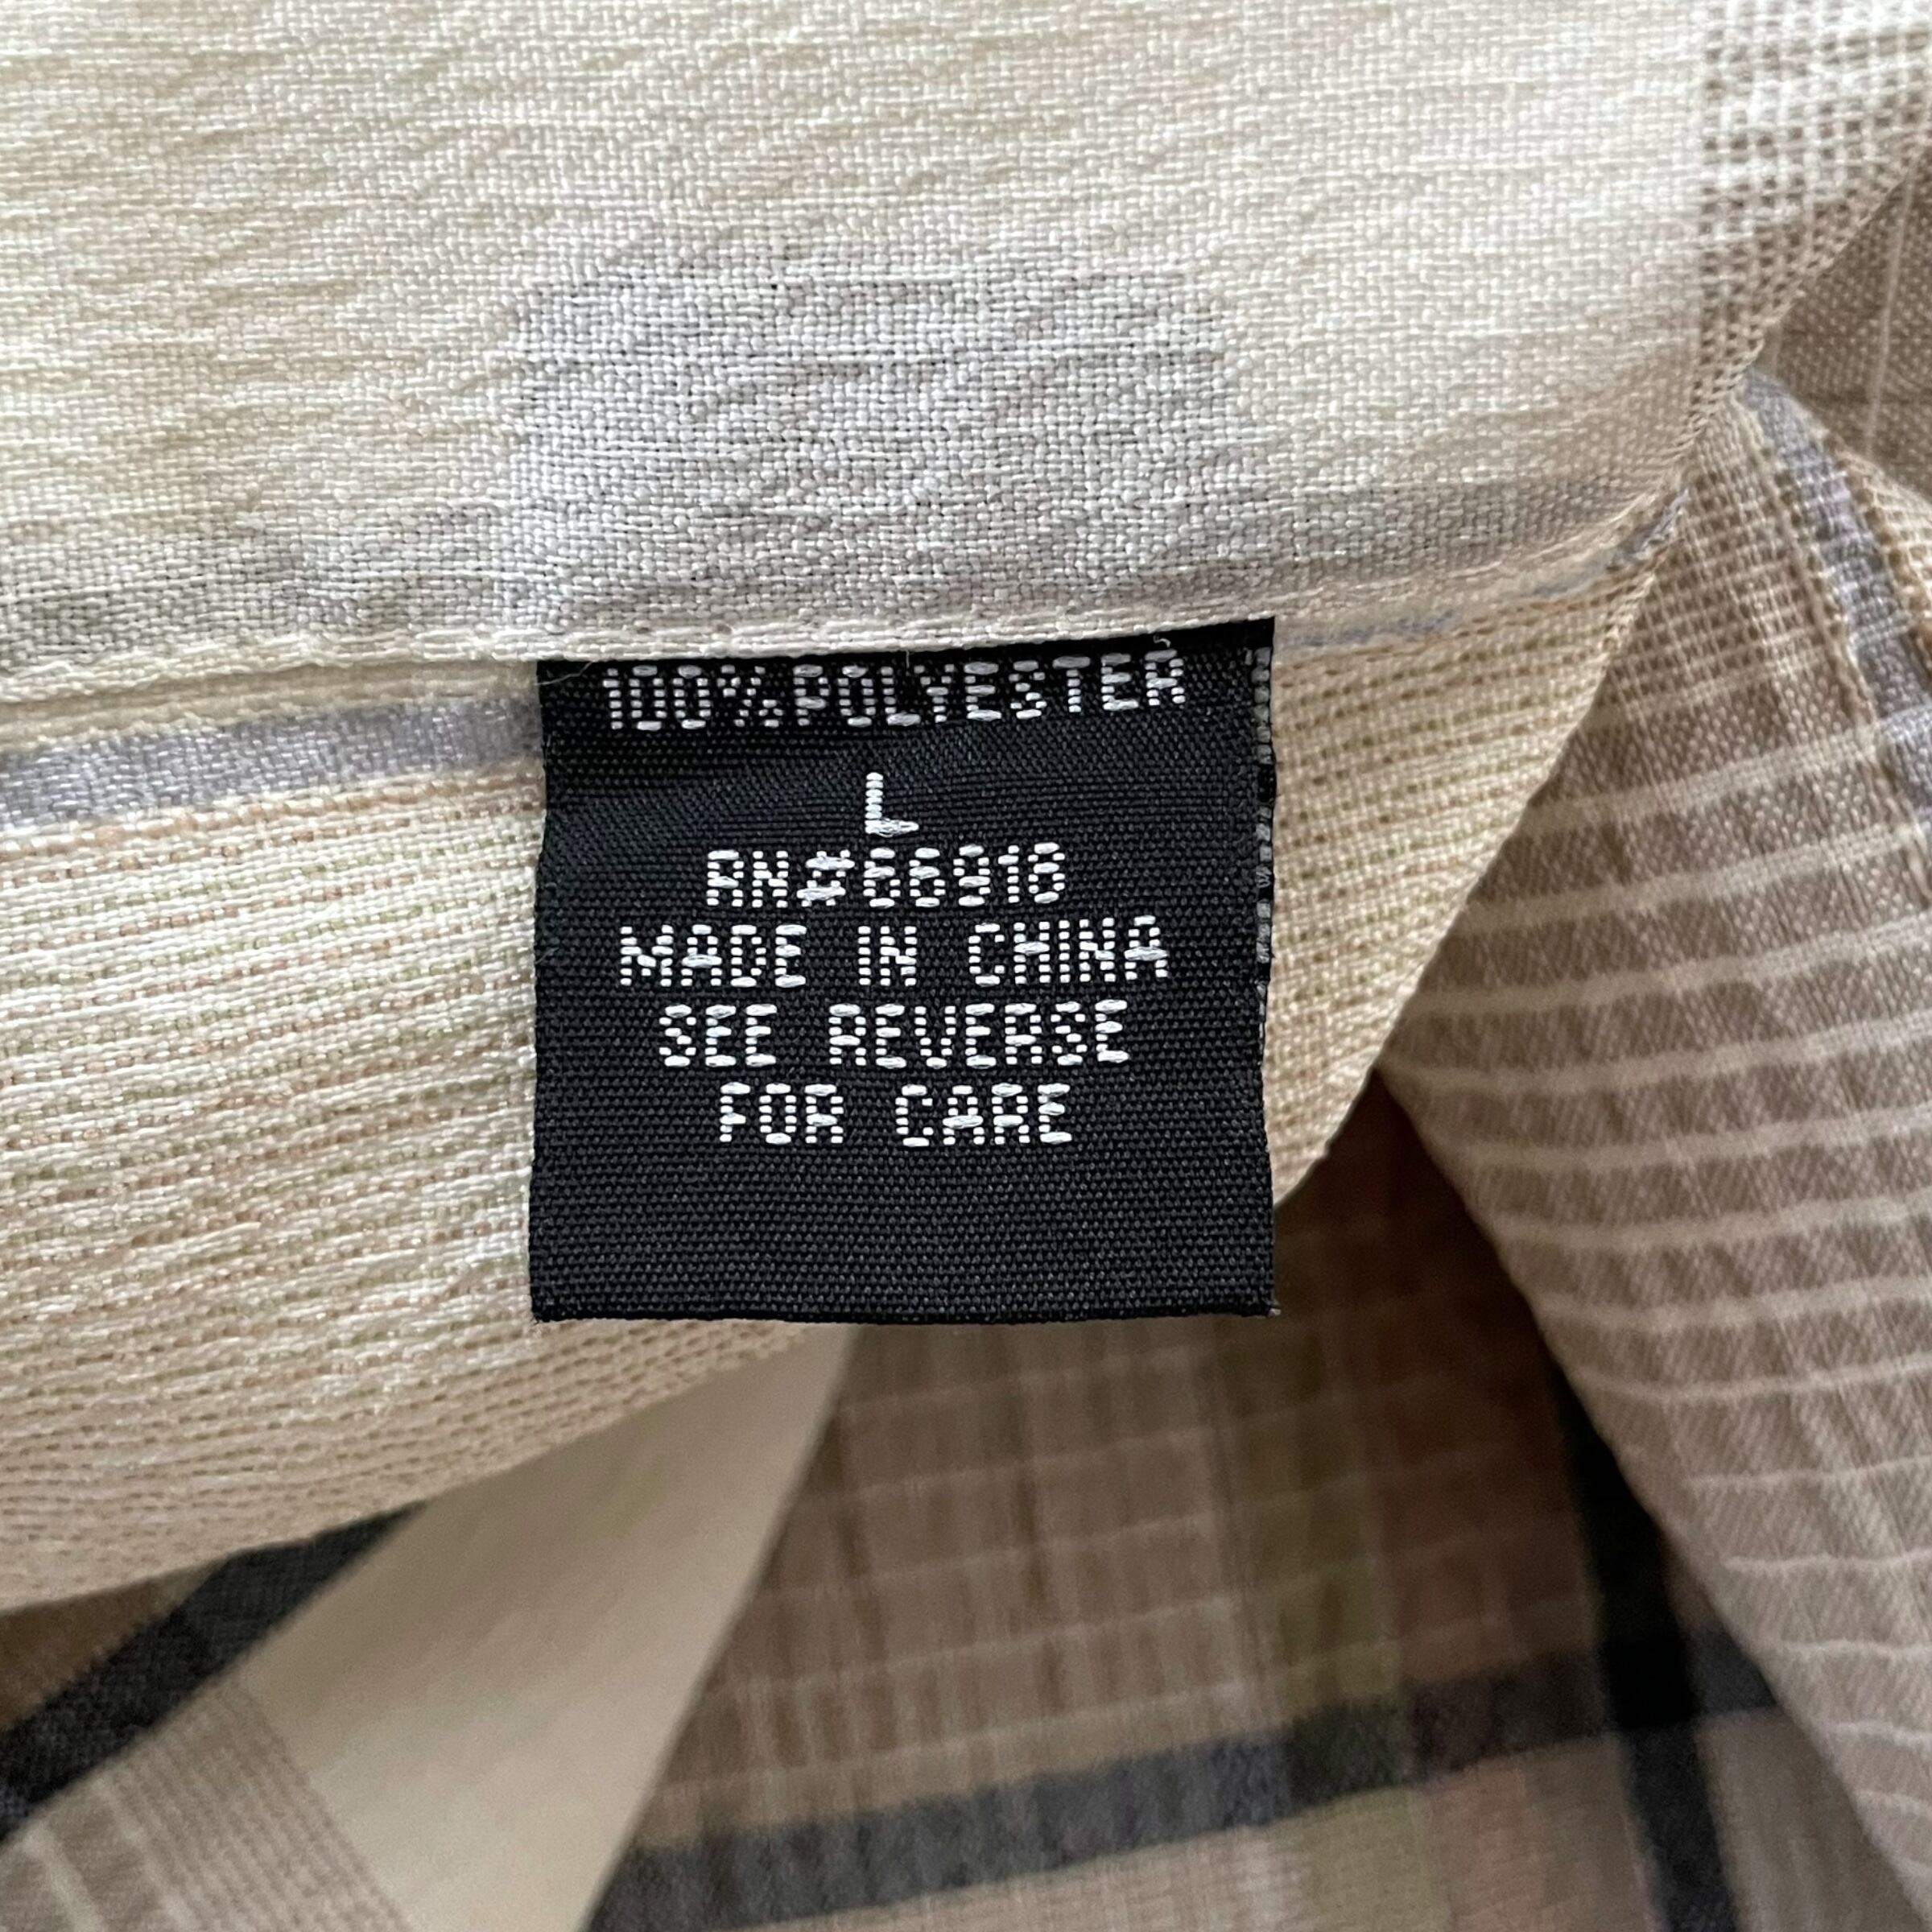 100%POLYESTER
L
RN#66918
MADE IN CHINA
SEE REVERSE
FOR CARE